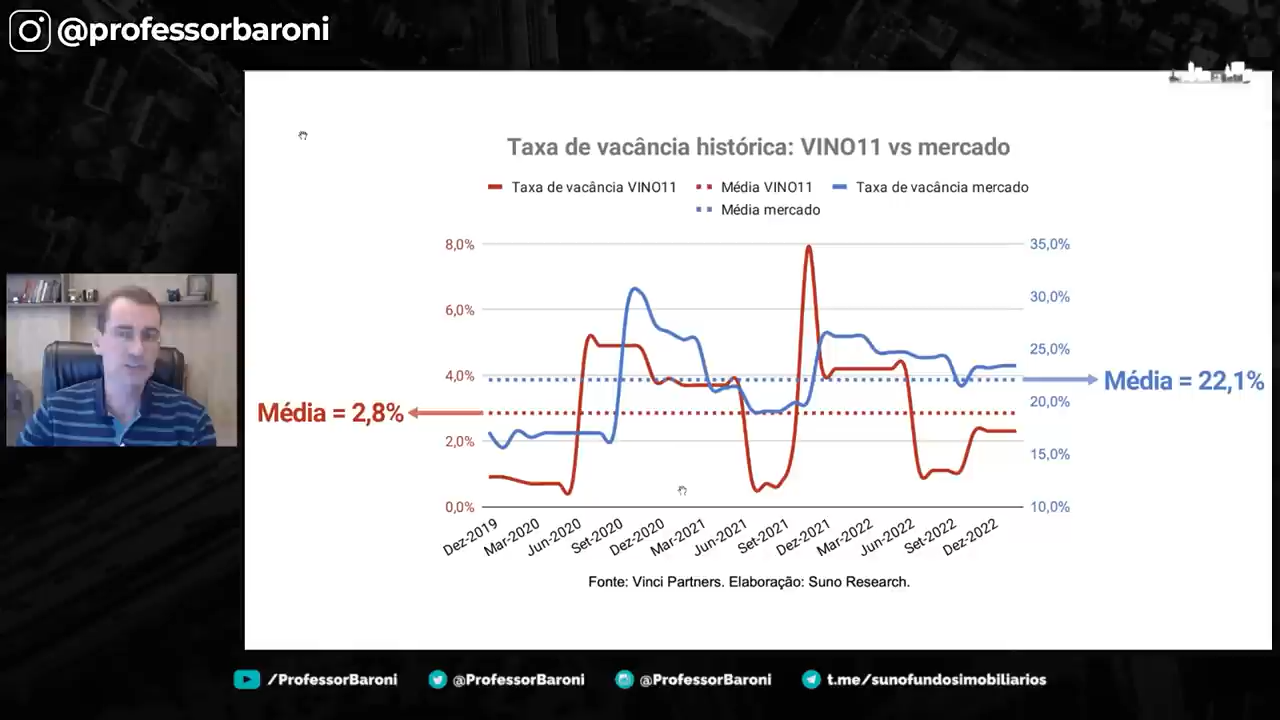 @professorbaroni
Taxa de vacância histórica: VINO11 vs mercado
Taxa de vacância VINO11
Média VINO11
Taxa de vacância mercado
Média mercado
8,0%
6,0%
4,0%
2,0%
0,0%
35,0%
30,0%
25,0%
20,0%
15,0%
10,0%
Média = 2,8%
Média = 22,1%
Dez-2019
Mar-2020
Jun-2020
Set-2020
Dez-2020
Mar-2021
Jun-2021
Set-2021
Dez-2021
Mar-2022
Jun-2022
Set-2022
Dez-2022
Fonte: Vinci Partners. Elaboração: Suno Research.
/ProfessorBaroni
@ProfessorBaroni
@ProfessorBaroni
t.me/sunofundosimobiliarios